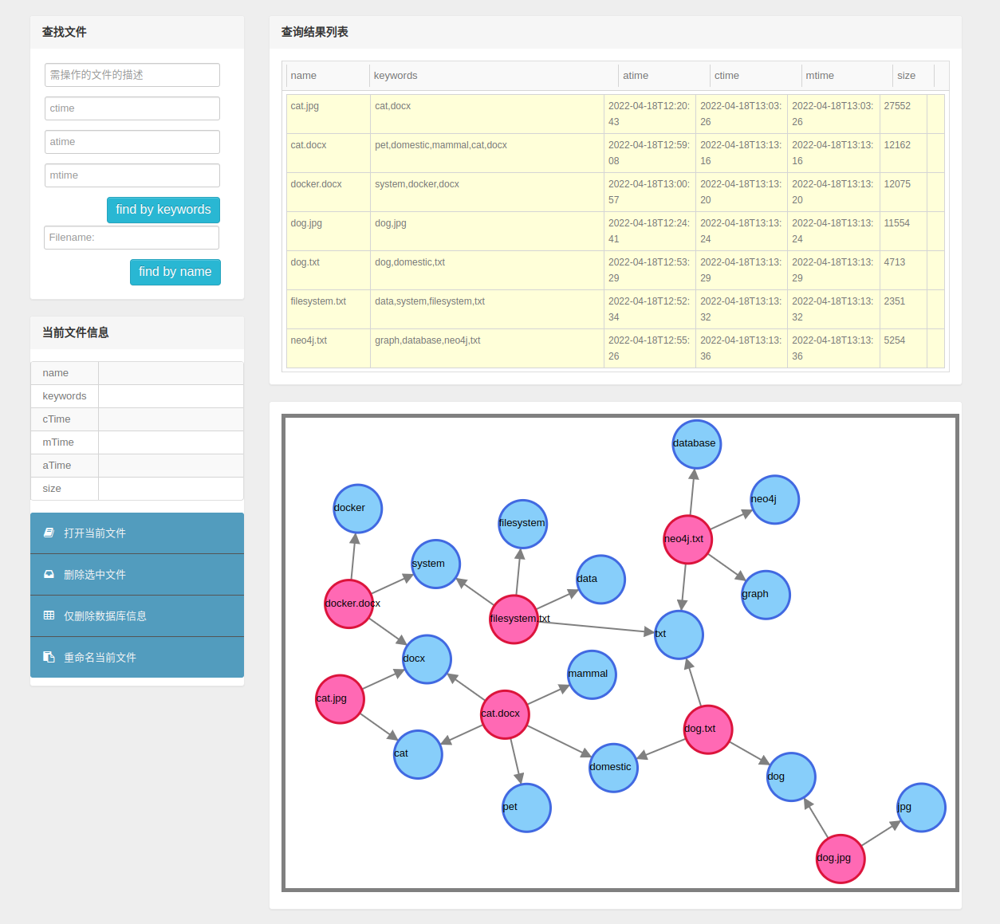 查找文件
需操作的文件的描述
ctime
atime
mtime
find by keywords
Filename:
find by name
当前文件信息
name
keywords
cTime
mTime
aTime
size
打开当前文件
删除选中文件
仅删除数据库信息
重命名当前文件
查询结果列表
name keywords atime ctime mtime size
cat.jpg cat,docx 2022-04-18T12:20: 2022-04-18T13:03: 2022-04-18T13:03: 27552
43 26 26
cat.docx pet,domestic,mammal,cat,docx 2022-04-18T12:59: 2022-04-18T13:13: 2022-04-18T13:13: 12162
08 16 16
docker.docx system,docker,docx 2022-04-18T13:00: 2022-04-18T13:13: 2022-04-18T13:13: 12075
57 20 20
dog.jpg dog,jpg 2022-04-18T12:24: 2022-04-18T13:13: 2022-04-18T13:13: 11554
41 24 24
dog.txt dog,domestic,txt 2022-04-18T12:53: 2022-04-18T13:13: 2022-04-18T13:13: 4713
29 29 29
filesystem.txt data,system,filesystem,txt 2022-04-18T12:52: 2022-04-18T13:13: 2022-04-18T13:13: 2351
34 32 32
neo4j.txt graph,database,neo4j,txt 2022-04-18T12:55: 2022-04-18T13:13: 2022-04-18T13:13: 5254
26 36 36
database
neo4j
docker
filesystem
neo4j.txt
system
data
graph
docker.docx
filesystem.txt
txt
docx
mammal
cat.jpg
cat.docx
dog.txt
cat
domestic
dog
pet
jpg
dog.jpg